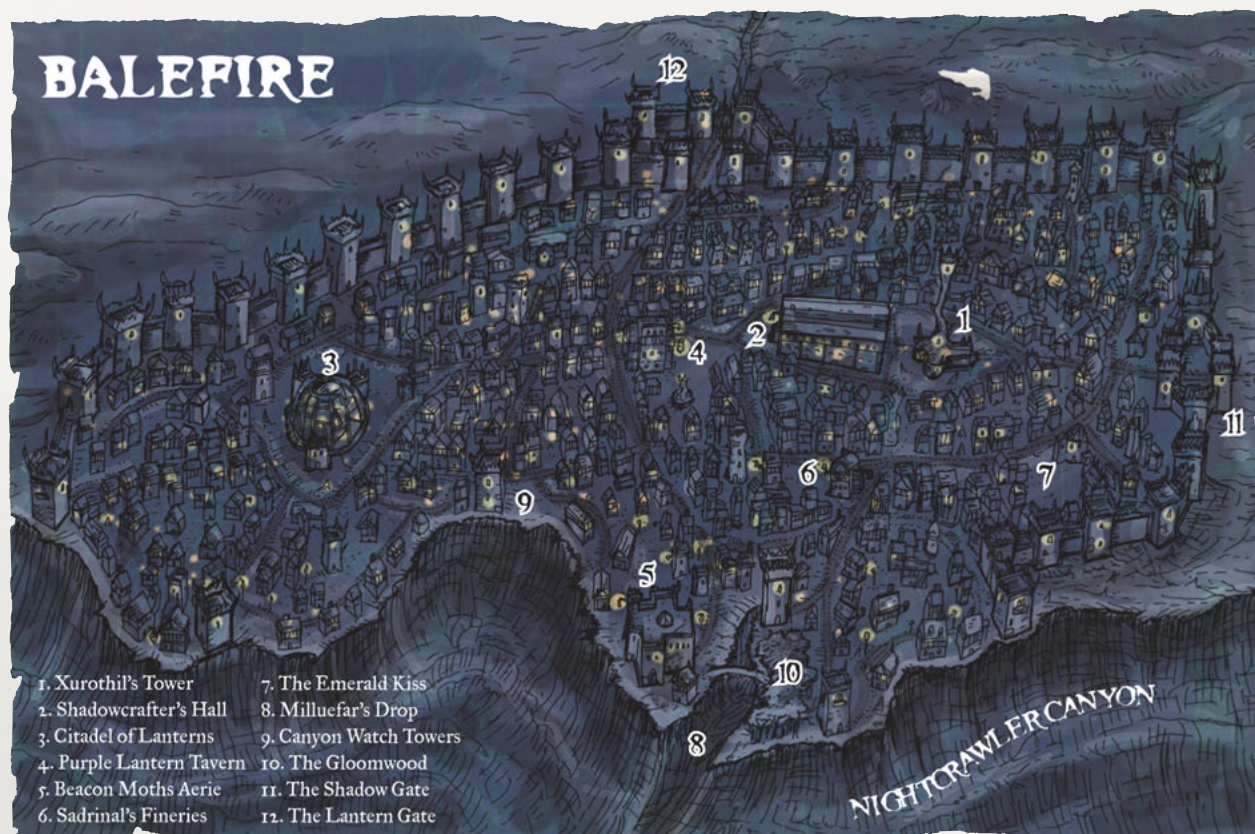 BALEFIRE
12
1
2
3
4
11
6
7
9
5
10
8
1. Xurothil's Tower
2. Shadowcrafter's Hall
3. Citadel of Lanterns
4. Purple Lantern Tavern
5. Beacon Moths Aerie
6. Sadrinal's Fineries
7. The Emerald Kiss
8. Milluefar's Drop
9. Canyon Watch Towers
10. The Gloomwood
11. The Shadow Gate
12. The Lantern Gate
NIGHTCRAWLER CANYON